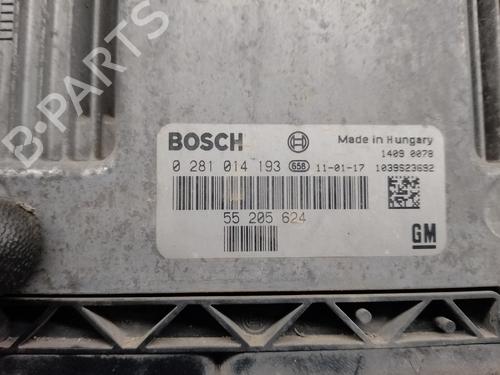 BOSCH
Made in Hungary
1409 0078
0 281 014 193 658 11-01-17 1039S23692
55 205 624
GM
B-PARTS